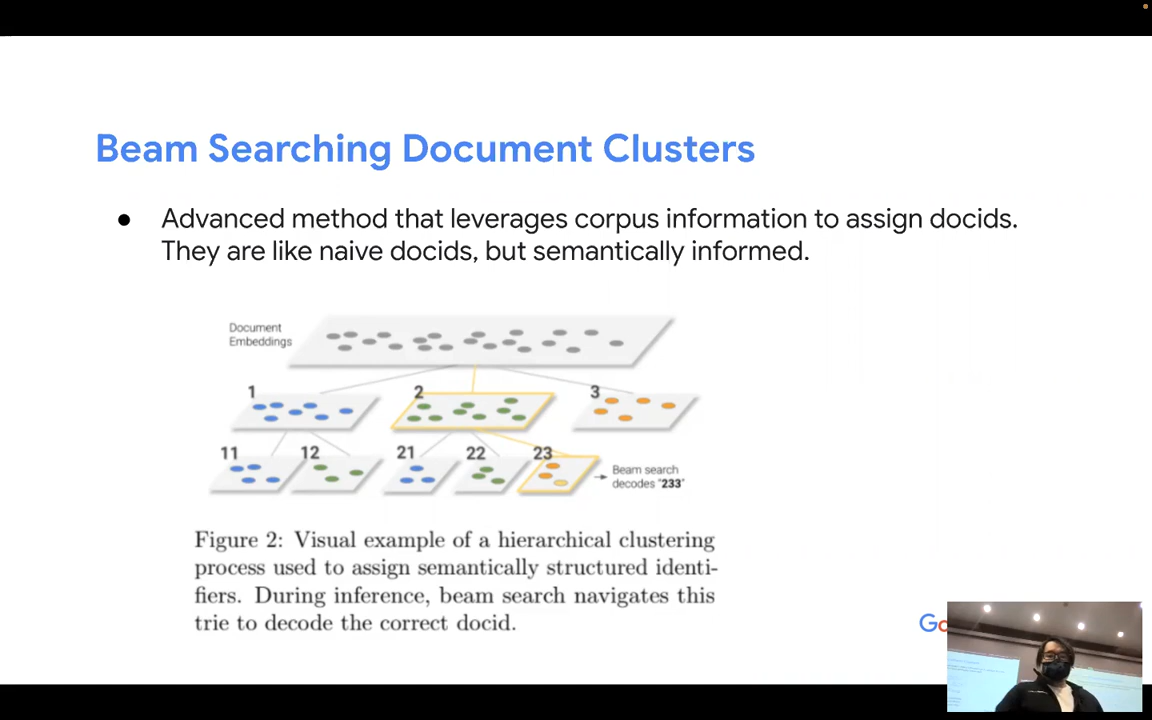 Beam Searching Document Clusters
● Advanced method that leverages corpus information to assign docids.
They are like naive docids, but semantically informed.
Document
Embeddings
1
2
3
11
12
21
22
23
Beam search
decodes '233'
Figure 2: Visual example of a hierarchical clustering
process used to assign semantically structured identi-
fiers. During inference, beam search navigates this
trie to decode the correct docid.